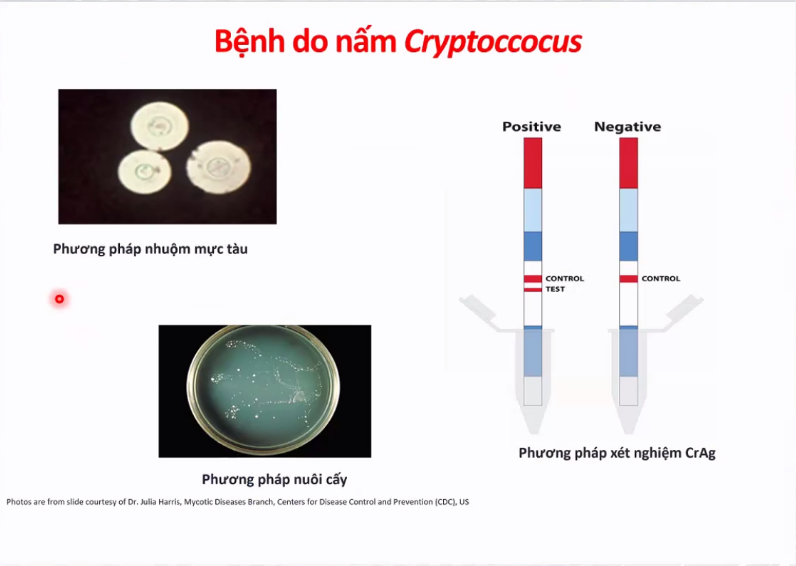 Bệnh do nấm Cryptoccocus
Phương pháp nhuộm mực tàu
Phương pháp nuôi cấy
Positive
Negative
CONTROL
TEST
CONTROL
Phương pháp xét nghiệm CrAg
Photos are from slide courtesy of Dr. Julia Harris, Mycotic Diseases Branch, Centers for Disease Control and Prevention (CDC), US